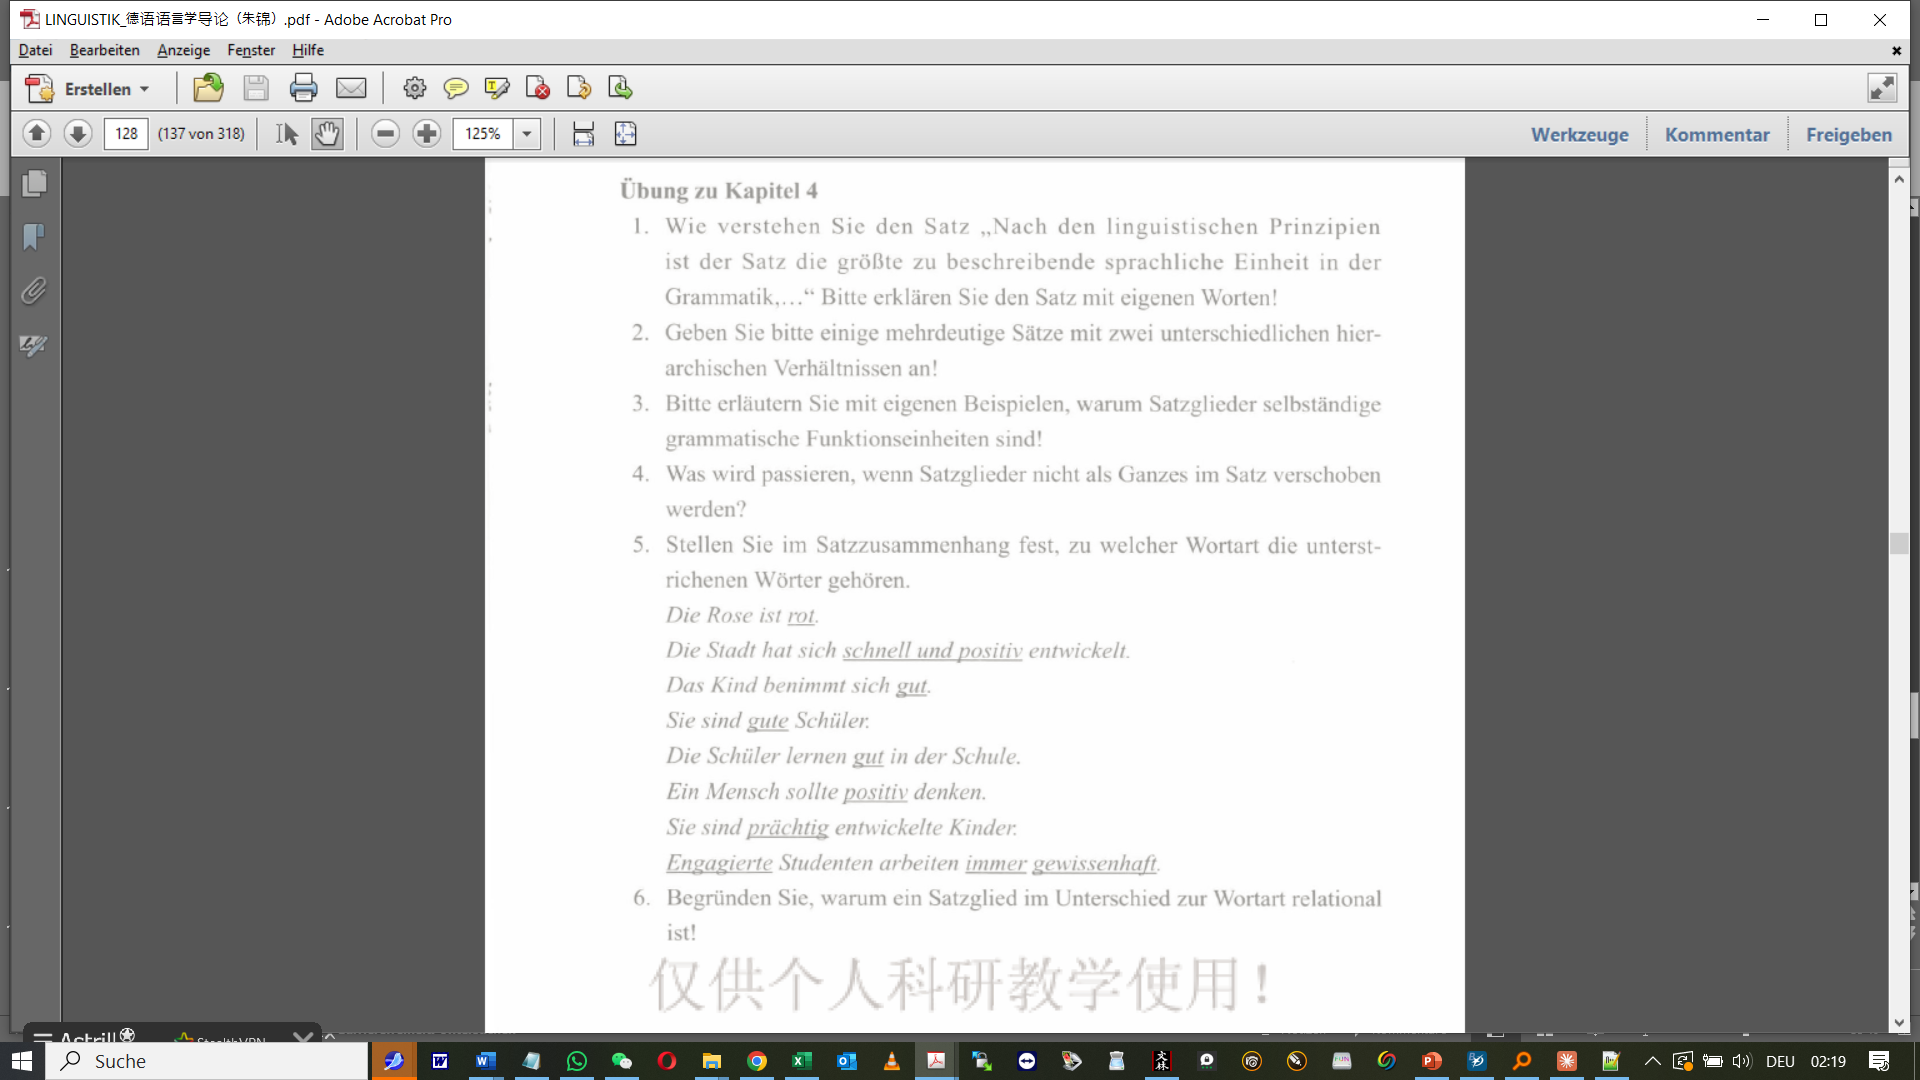 LINGUISTIK_德语语言学导论（朱锦）.pdf - Adobe Acrobat Pro
Datei Bearbeiten Anzeige Fenster Hilfe
Erstellen
128 (137 von 318) 125% Werkzeuge Kommentar Freigeben
Übung zu Kapitel 4
1. Wie verstehen Sie den Satz „Nach den linguistischen Prinzipien
ist der Satz die größte zu beschreibende sprachliche Einheit in der
Grammatik,…“ Bitte erklären Sie den Satz mit eigenen Worten!
2. Geben Sie bitte einige mehrdeutige Sätze mit zwei unterschiedlichen hier-
archischen Verhältnissen an!
3. Bitte erläutern Sie mit eigenen Beispielen, warum Satzglieder selbständige
grammatische Funktionseinheiten sind!
4. Was wird passieren, wenn Satzglieder nicht als Ganzes im Satz verschoben
werden?
5. Stellen Sie im Satzzusammenhang fest, zu welcher Wortart die unterst-
richenen Wörter gehören.
Die Rose ist rot.
Die Stadt hat sich schnell und positiv entwickelt.
Das Kind benimmt sich gut.
Sie sind gute Schüler.
Die Schüler lernen gut in der Schule.
Ein Mensch sollte positiv denken.
Sie sind prächtig entwickelte Kinder.
Engagierte Studenten arbeiten immer gewissenhaft.
6. Begründen Sie, warum ein Satzglied im Unterschied zur Wortart relational
ist!
仅供个人科研教学使用！
Astrill StealthVPN
Suche DEU 02:19